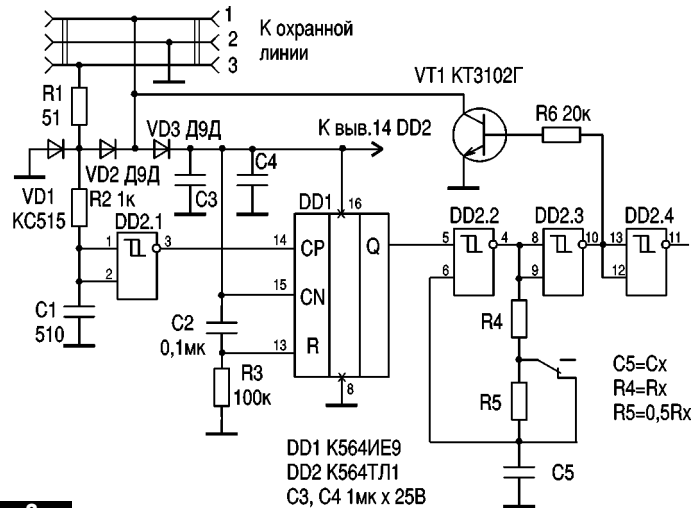 1
2
3
К охранной
линии
R1
51
VT1 КТ3102Г
R6 20к
VD3 Д9Д
К выв.14 DD2
VD2 Д9Д
VD1
КС515
R2 1к
C3
C4
DD1
16
DD2.1
1
2
3
14
CP
15
CN
13
R
Q
8
DD2.2
5
6
4
DD2.3
8
9
10
DD2.4
13
12
11
C1
510
C2
0,1мк
R3
100к
R4
R5
C5
C5=Cx
R4=Rx
R5=0,5Rx
DD1 К564ИЕ9
DD2 К564ТЛ1
C3, C4 1мк x 25В